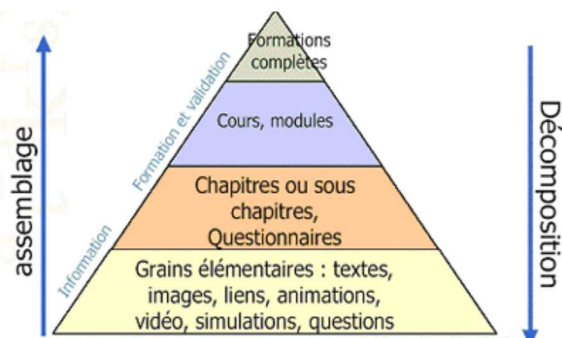 Formations
complètes
Cours, modules
Chapitres ou sous
chapitres,
Questionnaires
Grains élémentaires : textes,
images, liens, animations,
vidéo, simulations, questions
assemblage
Information
Formation et validation
Décomposition